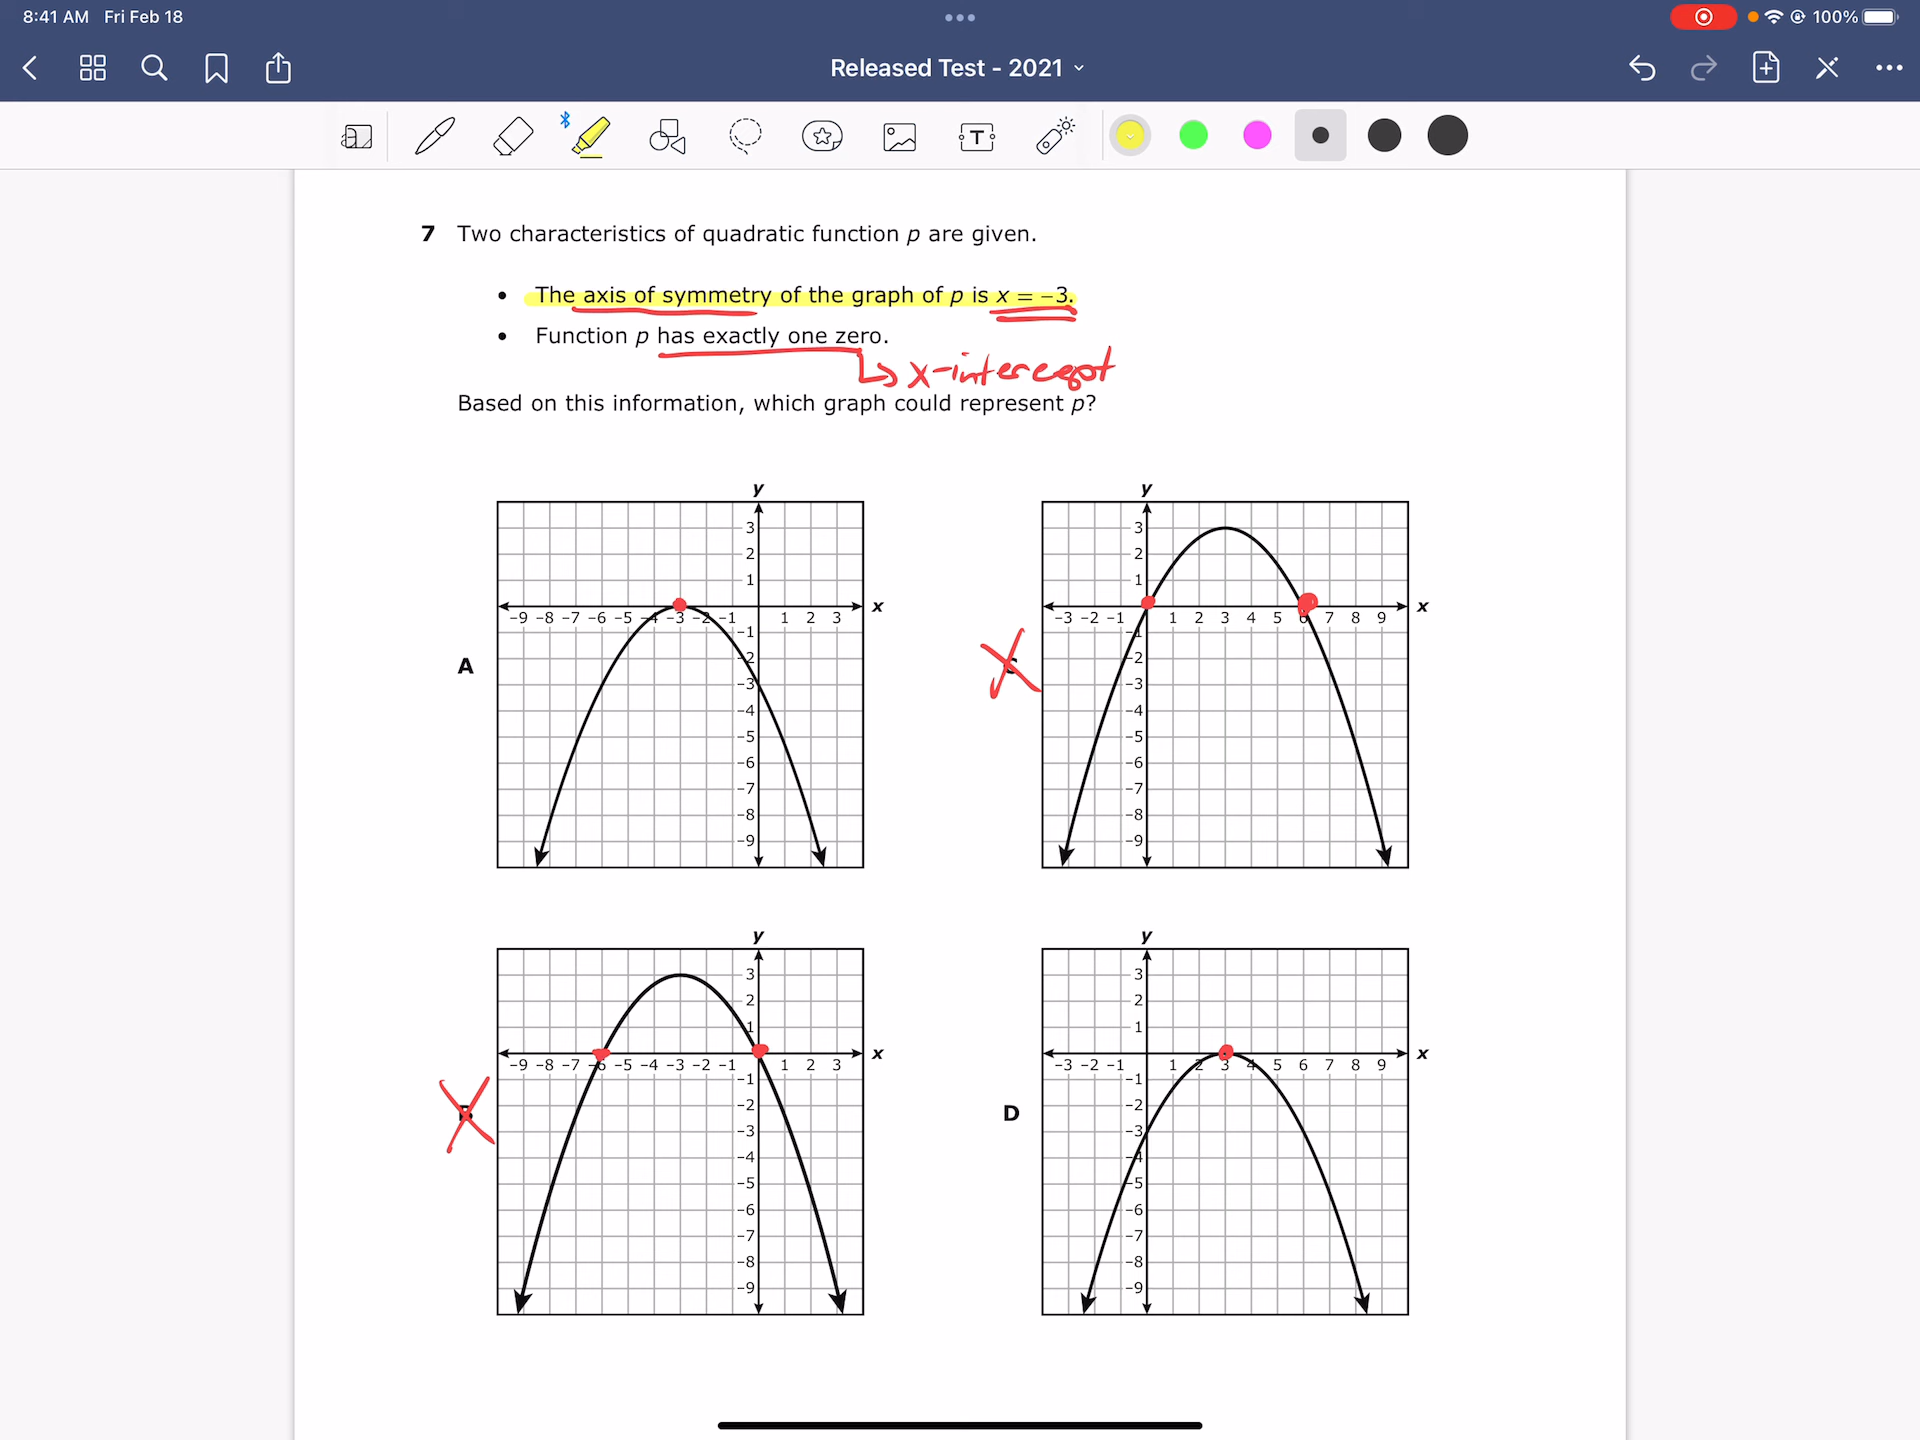 8:41 AM Fri Feb 18
100%
Released Test - 2021
T
7 Two characteristics of quadratic function p are given.
• The axis of symmetry of the graph of p is x = −3.
• Function p has exactly one zero.
x-intercept
Based on this information, which graph could represent p?
y
3
2
1
x
−9 −8 −7 −6 −5 −4 −3 −2 −1 1 2 3
−1
−2
−3
−4
−5
−6
−7
−8
−9
A
y
3
2
1
x
−3 −2 −1 1 2 3 4 5 6 7 8 9
−1
−2
−3
−4
−5
−6
−7
−8
−9
y
3
2
1
x
−9 −8 −7 −6 −5 −4 −3 −2 −1 1 2 3
−1
−2
−3
−4
−5
−6
−7
−8
−9
B
y
3
2
1
x
−3 −2 −1 1 2 3 4 5 6 7 8 9
−1
−2
−3
−4
−5
−6
−7
−8
−9
D